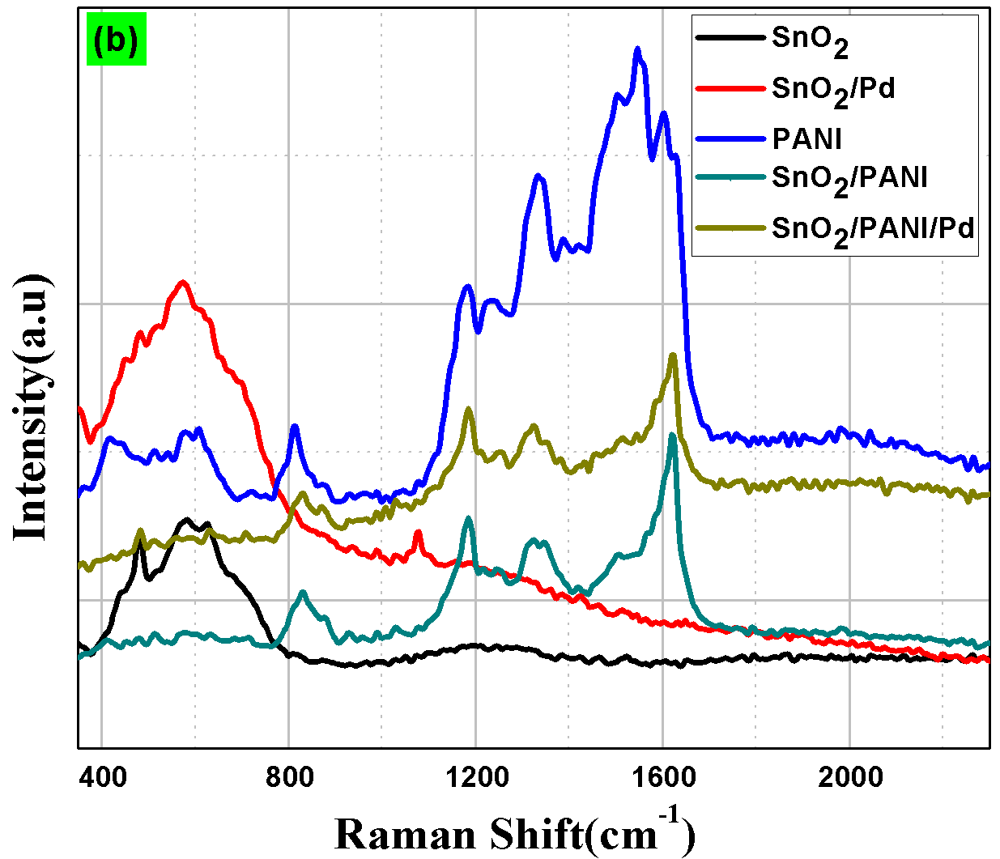 (b)
SnO2
SnO2/Pd
PANI
SnO2/PANI
SnO2/PANI/Pd
Intensity(a.u)
400 800 1200 1600 2000
Raman Shift(cm-1)